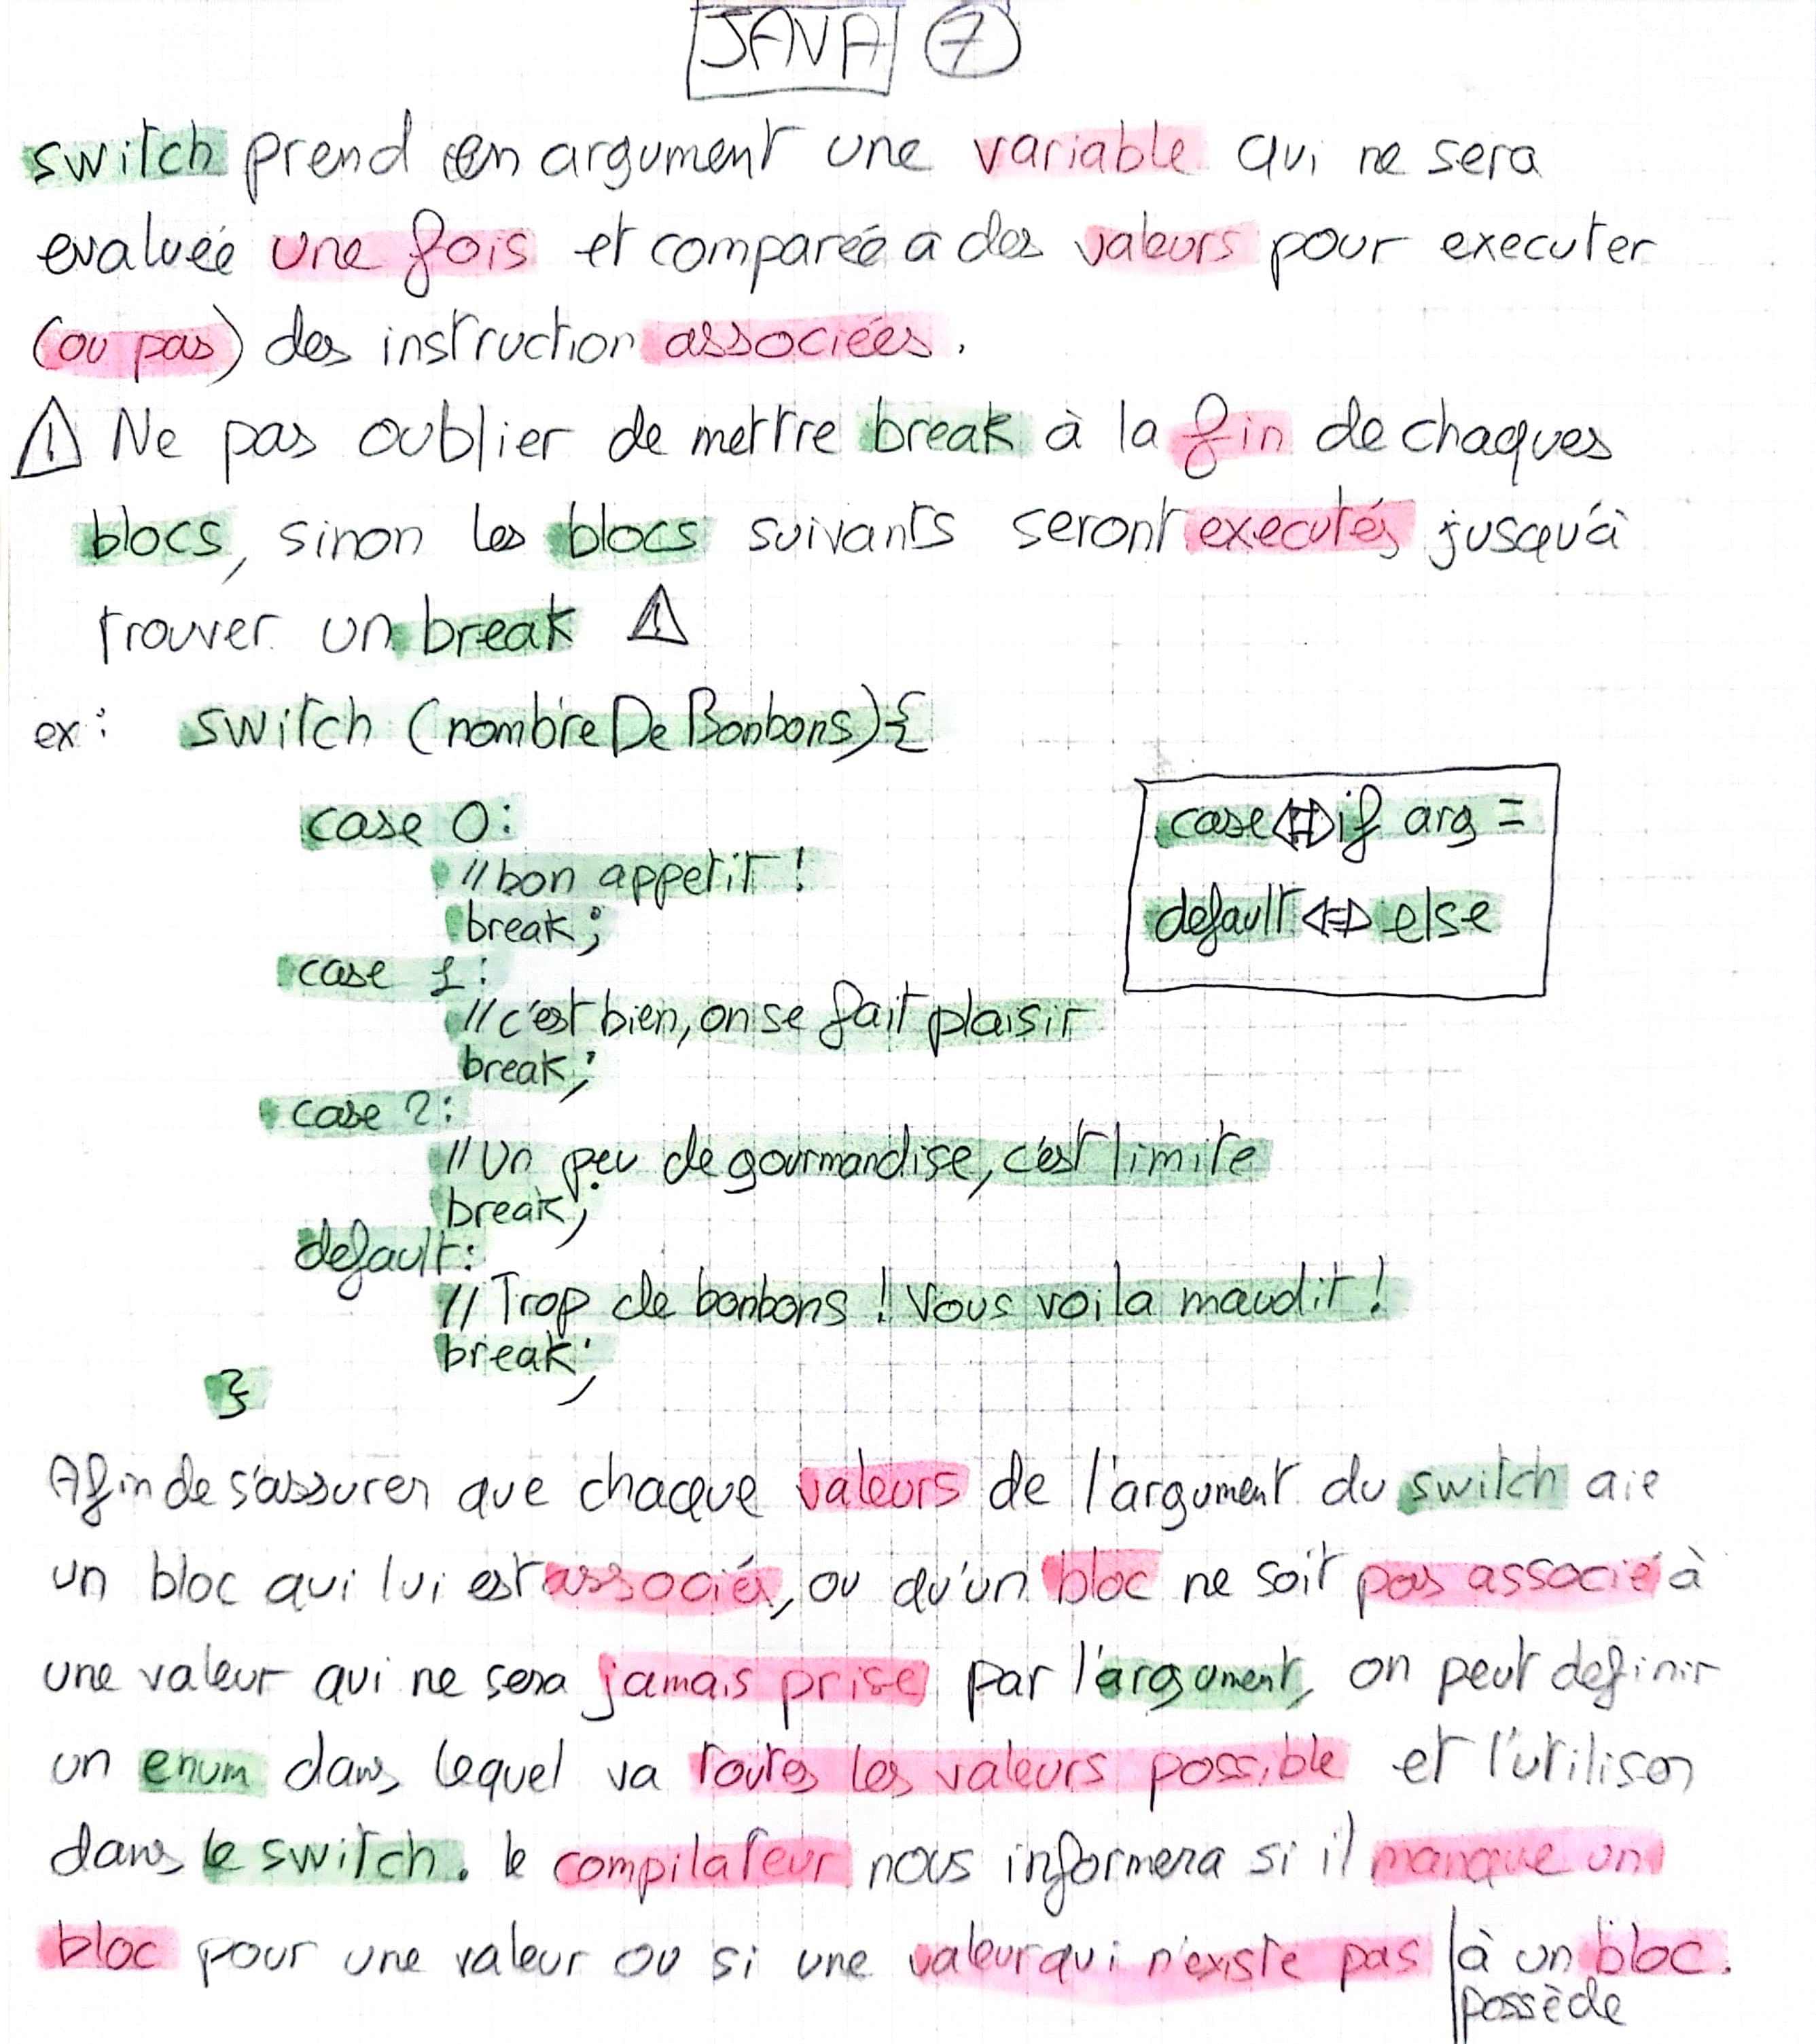 JAVA 7
switch prend en argument une variable qui ne sera
evaluée une fois et comparée a des valeurs pour executer
(ou pas) des instruction associées.
⚠ Ne pas oublier de mettre break à la fin de chaques
blocs, sinon les blocs suivants seront executés jusqu'à
trouver un break ⚠
ex: switch (nombreDeBonbons){
case 0:
//bon appetit!
break;
case 1:
//c'est bien, on se fait plaisir
break;
case 2:
//Un peu de gourmandise, c'est limite
break;
default:
//Trop de bonbons! Vous voila maudit!
break;
}
case⇔if arg =
default⇔else
Afin de s'assurer que chaque valeurs de l'argument du switch aie
un bloc qui lui est associés, ou qu'un bloc ne soit pas associé à
une valeur qui ne sera jamais prise par l'argument, on peut definir
un enum dans lequel va toutes les valeurs possible et l'utiliser
dans le switch. le compilateur nous informera si il manque un
bloc pour une valeur ou si une valeur qui n'existe pas à un bloc.
possède